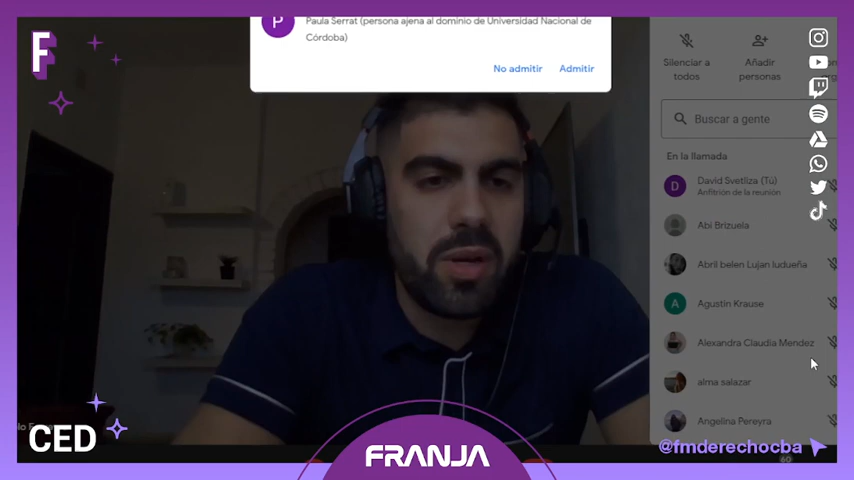 F
P
Paula Serrat (persona ajena al dominio de Universidad Nacional de
Córdoba)
No admitir
Admitir
Silenciar a
todos
Añadir
personas
Buscar a gente
En la llamada
D
David Svetliza (Tú)
Anfitrión de la reunión
Abi Brizuela
Abril belen Lujan ludueña
A
Agustin Krause
Alexandra Claudia Mendez
alma salazar
Angelina Pereyra
CED
FRANJA
@fmderechocba
60